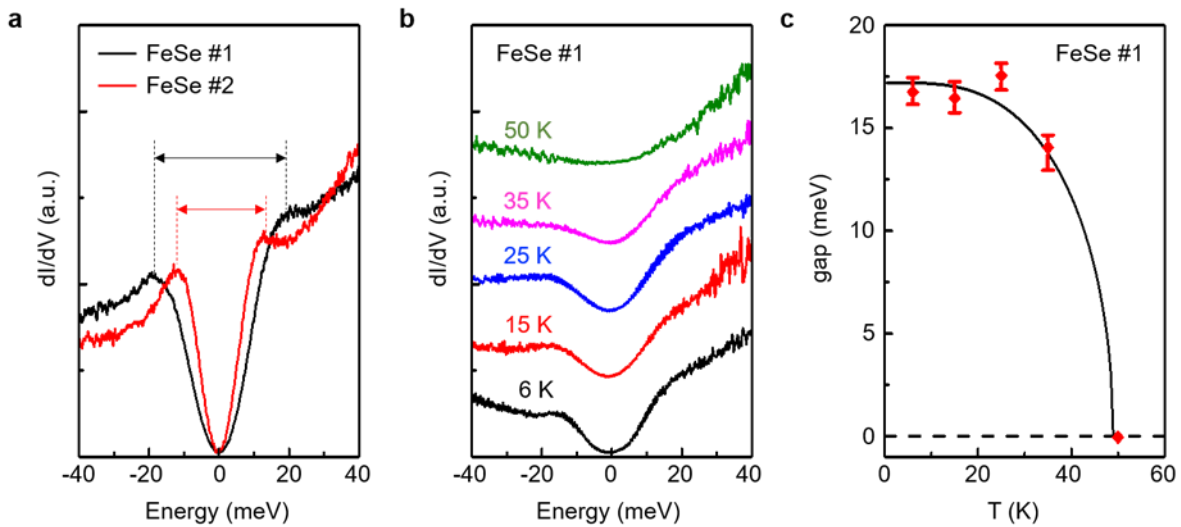 a
FeSe #1
FeSe #2
dI/dV (a.u.)
-40
-20
0
20
40
Energy (meV)
b
FeSe #1
50 K
35 K
25 K
15 K
6 K
dI/dV (a.u.)
-40
-20
0
20
40
Energy (meV)
c
FeSe #1
20
15
10
5
0
gap (meV)
0
20
40
60
T (K)